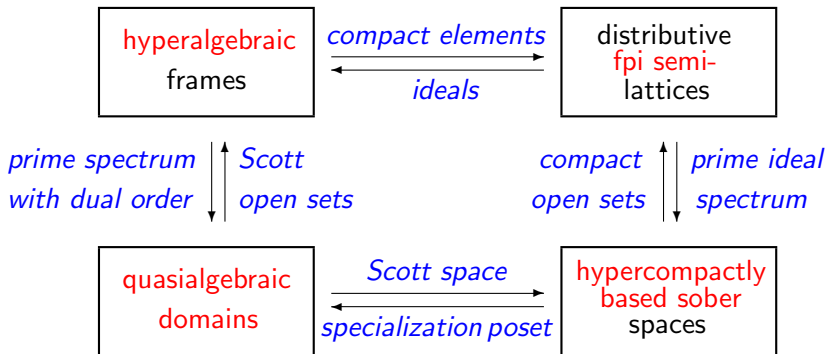 hyperalgebraic
frames
compact elements
ideals
distributive
fpi semi-
lattices
prime spectrum
with dual order
Scott
open sets
compact
open sets
prime ideal
spectrum
quasialgebraic
domains
Scott space
specialization poset
hypercompactly
based sober
spaces